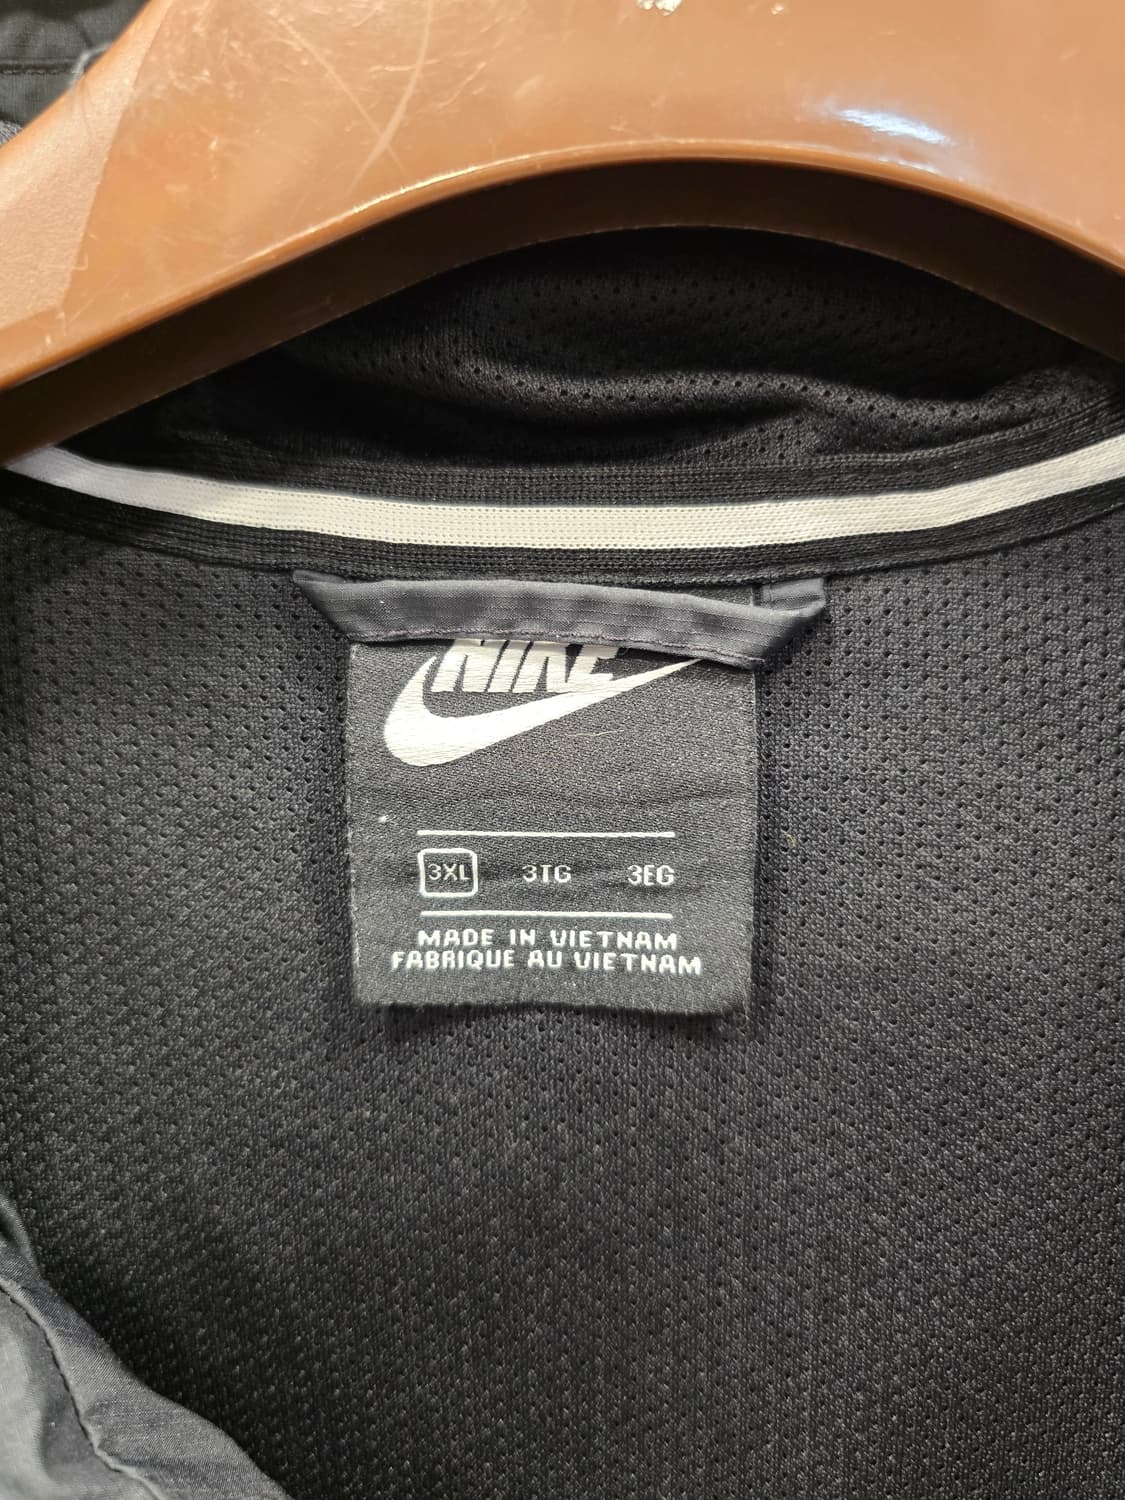 NIKE
3XL 3TG 3EG
MADE IN VIETNAM
FABRIQUE AU VIETNAM